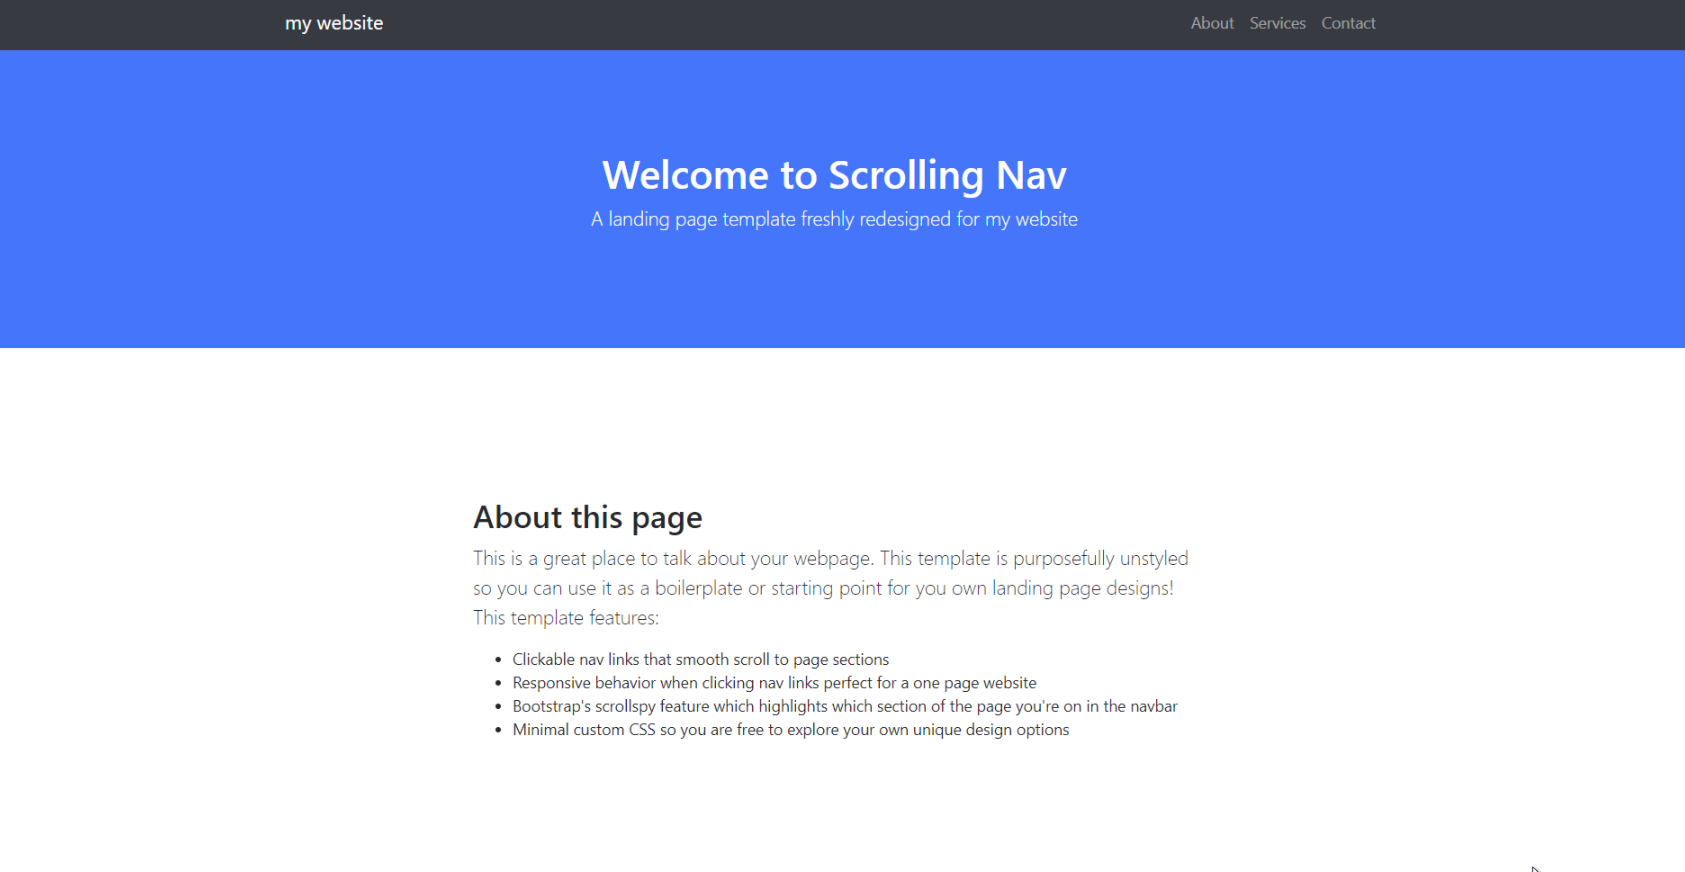 my website
About Services Contact
Welcome to Scrolling Nav
A landing page template freshly redesigned for my website
About this page
This is a great place to talk about your webpage. This template is purposefully unstyled
so you can use it as a boilerplate or starting point for you own landing page designs!
This template features:
• Clickable nav links that smooth scroll to page sections
• Responsive behavior when clicking nav links perfect for a one page website
• Bootstrap's scrollspy feature which highlights which section of the page you're on in the navbar
• Minimal custom CSS so you are free to explore your own unique design options